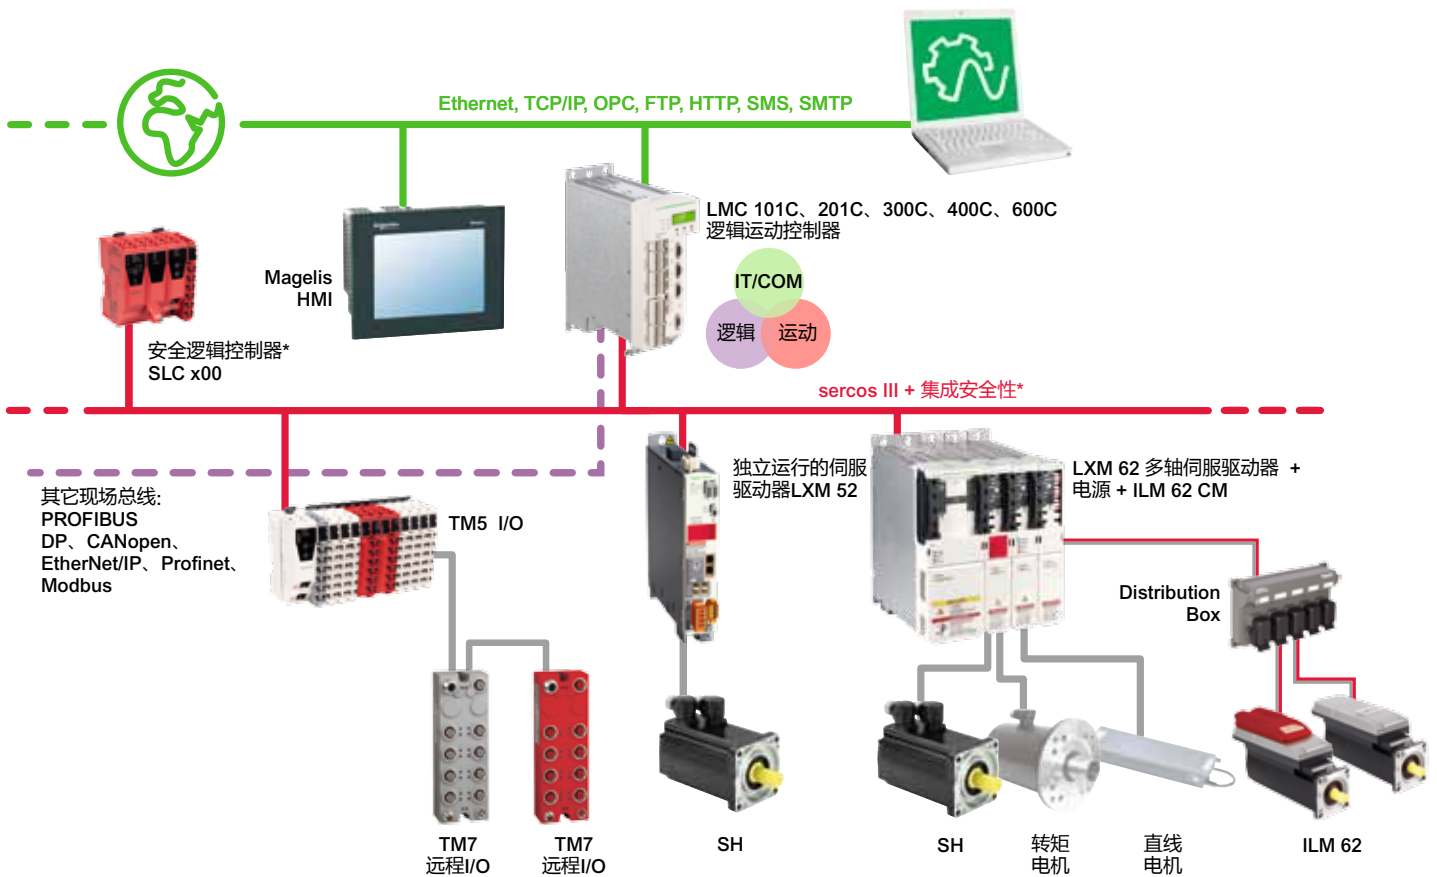 Ethernet, TCP/IP, OPC, FTP, HTTP, SMS, SMTP
LMC 101C、201C、300C、400C、600C
逻辑运动控制器
Magelis
HMI
IT/COM
逻辑
运动
安全逻辑控制器*
SLC x00
sercos III + 集成安全性*
其它现场总线:
PROFIBUS
DP、CANopen、
EtherNet/IP、Profinet、
Modbus
TM5 I/O
独立运行的伺服
驱动器LXM 52
LXM 62 多轴伺服驱动器 +
电源 + ILM 62 CM
Distribution
Box
TM7
远程I/O
TM7
远程I/O
SH
SH
转矩
电机
直线
电机
ILM 62